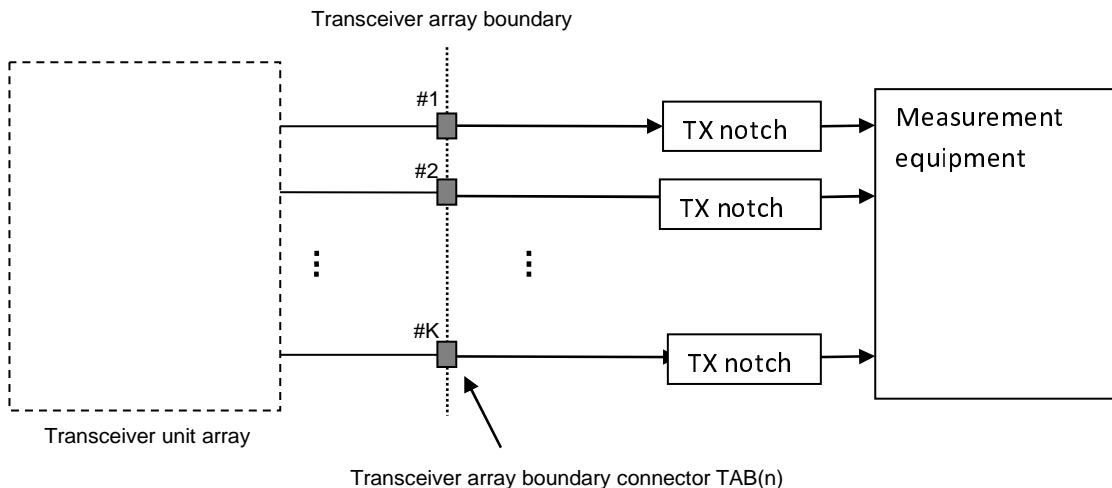 Transceiver array boundary
#1
TX notch
Measurement
equipment
#2
TX notch
#K
TX notch
Transceiver unit array
Transceiver array boundary connector TAB(n)